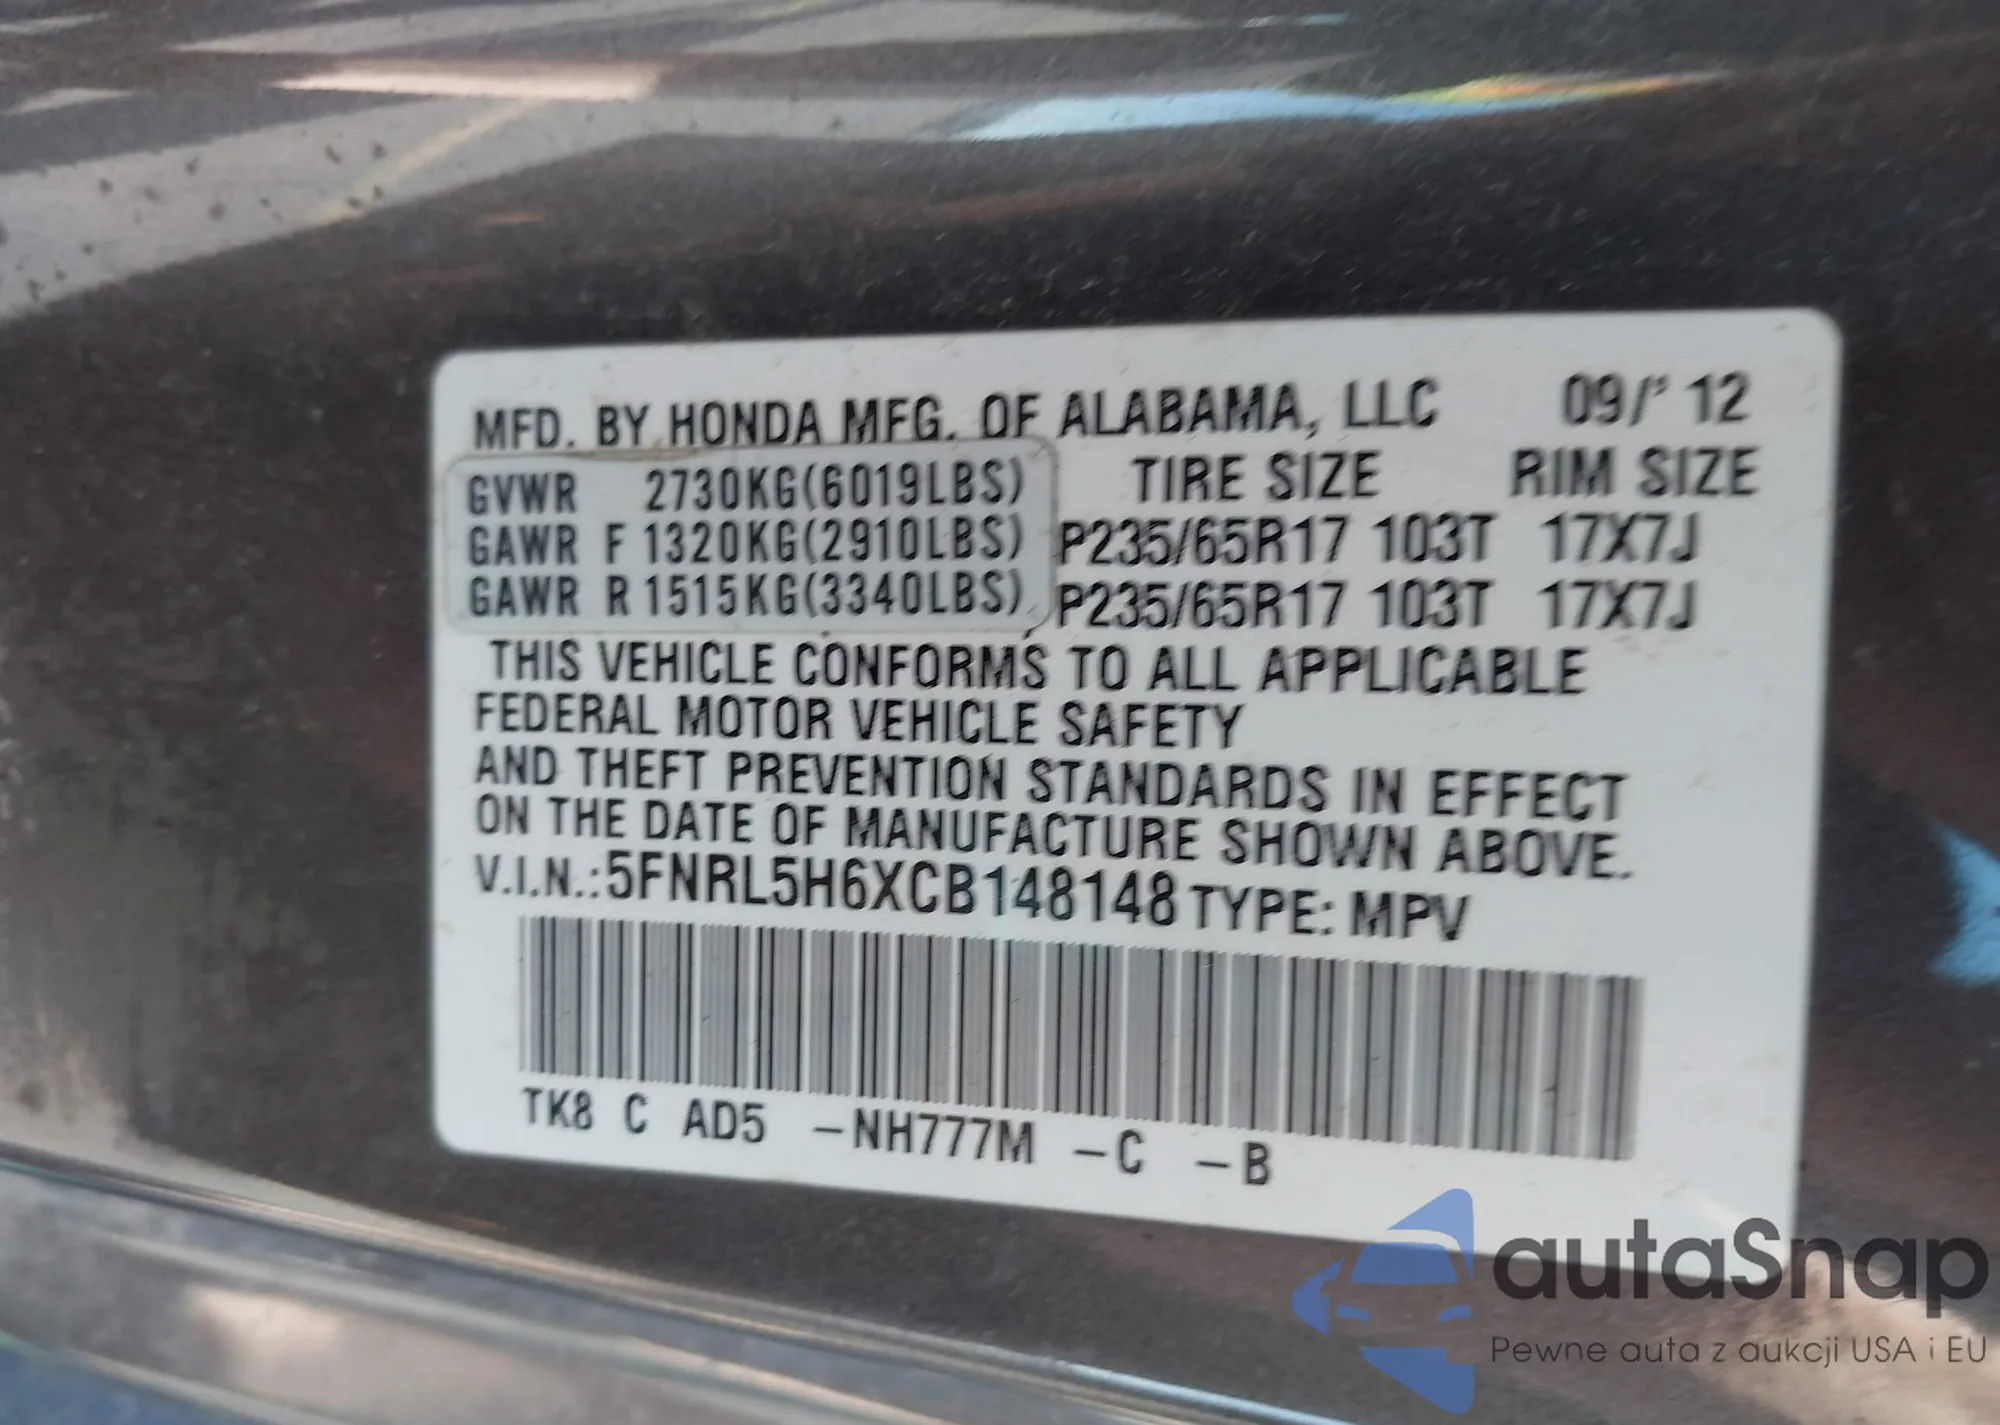 MFD. BY HONDA MFG. OF ALABAMA, LLC 09/' 12
GVWR 2730KG(6019LBS) TIRE SIZE RIM SIZE
GAWR F 1320KG(2910LBS) P235/65R17 103T 17X7J
GAWR R 1515KG(3340LBS) P235/65R17 103T 17X7J
THIS VEHICLE CONFORMS TO ALL APPLICABLE
FEDERAL MOTOR VEHICLE SAFETY
AND THEFT PREVENTION STANDARDS IN EFFECT
ON THE DATE OF MANUFACTURE SHOWN ABOVE.
V.I.N.:5FNRL5H6XCB148148 TYPE: MPV
TK8 C AD5 –NH777M –C –B
autaSnap
Pewne auta z aukcji USA i EU